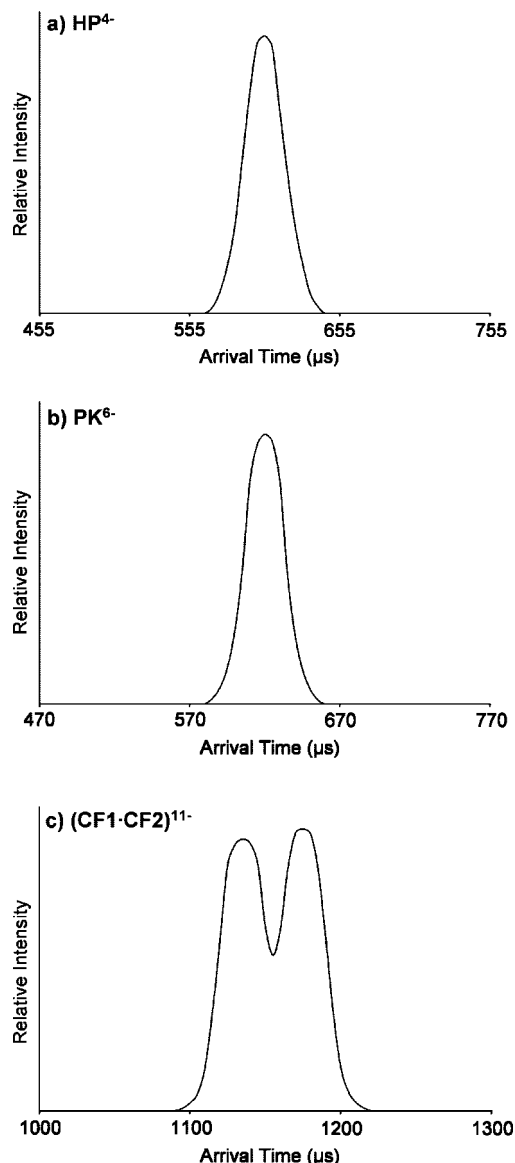 a) HP4-
Relative Intensity
455 555 655 755
Arrival Time (µs)
b) PK6-
Relative Intensity
470 570 670 770
Arrival Time (µs)
c) (CF1·CF2)11-
Relative Intensity
1000 1100 1200 1300
Arrival Time (µs)